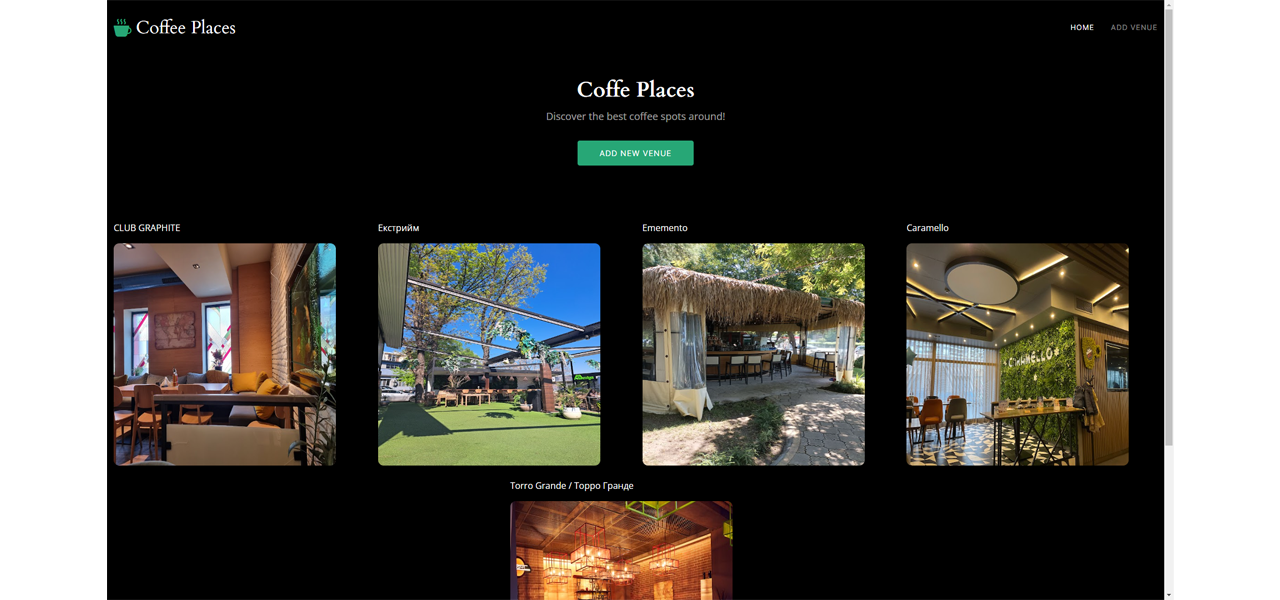 Coffee Places
HOME
ADD VENUE
Coffe Places
Discover the best coffee spots around!
ADD NEW VENUE
CLUB GRAPHITE
Екстрийм
Ememento
Caramello
Torro Grande / Торро Гранде